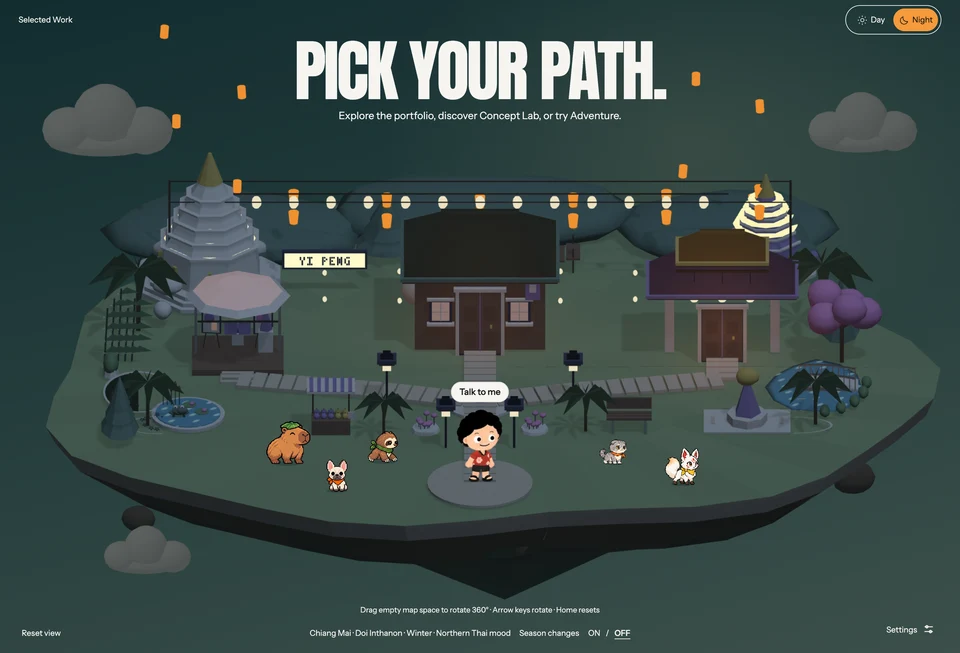 Selected Work
Day
Night
PICK YOUR PATH.
Explore the portfolio, discover Concept Lab, or try Adventure.
YI PENG
Talk to me
Drag empty map space to rotate 360° · Arrow keys rotate · Home resets
Reset view
Chiang Mai · Doi Inthanon · Winter · Northern Thai mood Season changes ON / OFF
Settings